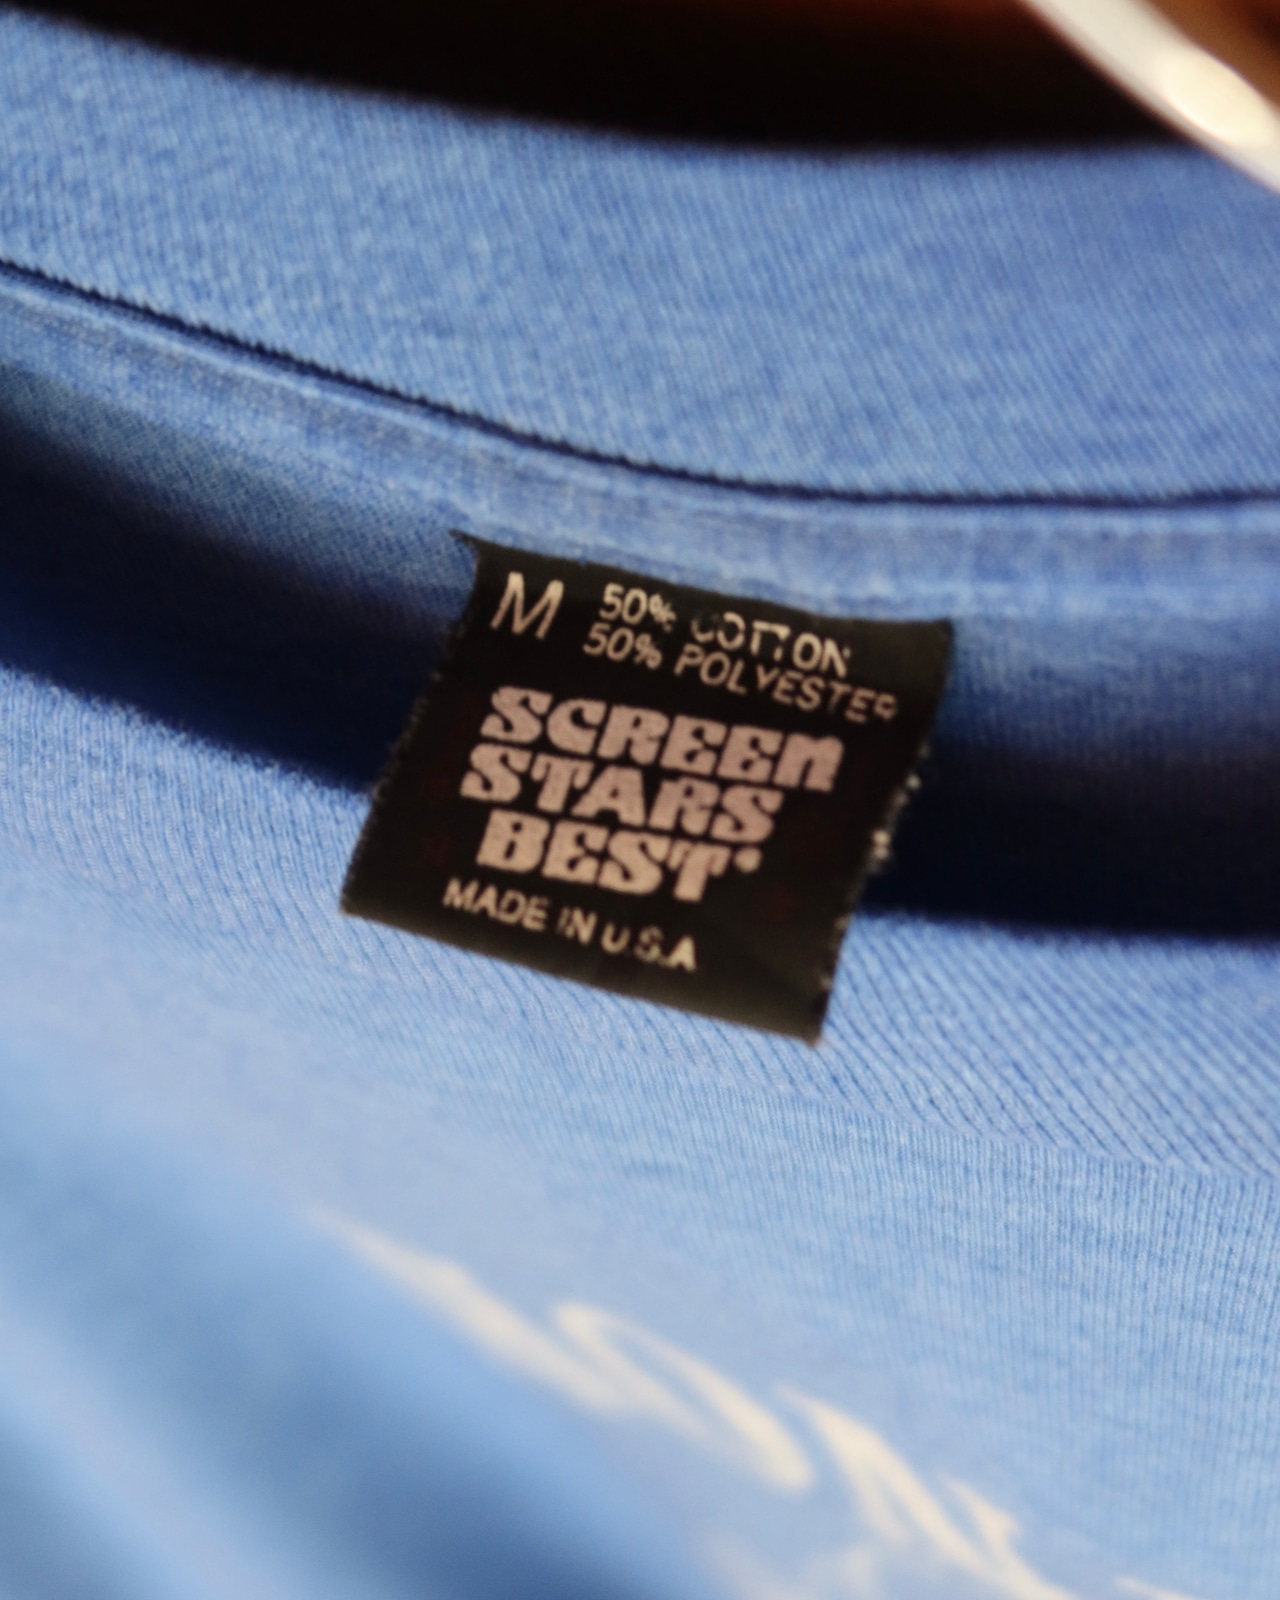 M 50% COTTON
50% POLYESTER
SCREEN
STARS
BEST®
MADE IN U.S.A